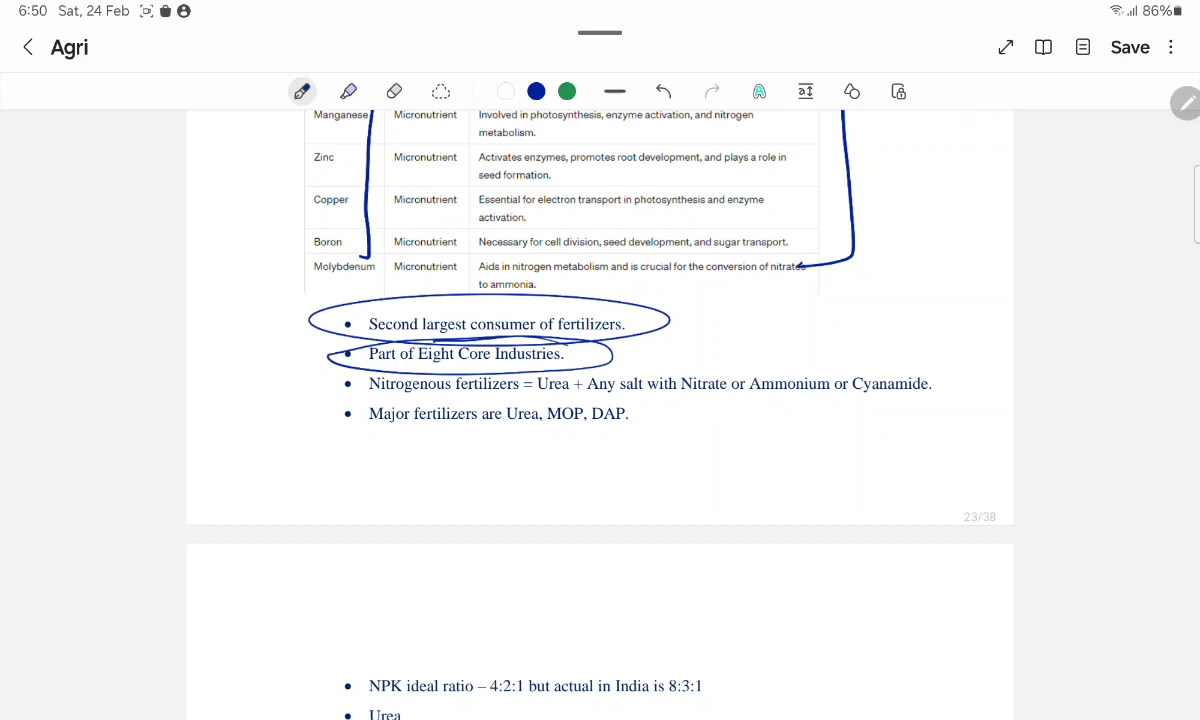 6:50 Sat, 24 Feb 86%
Agri Save
Manganese Micronutrient Involved in photosynthesis, enzyme activation, and nitrogen
metabolism.
Zinc Micronutrient Activates enzymes, promotes root development, and plays a role in
seed formation.
Copper Micronutrient Essential for electron transport in photosynthesis and enzyme
activation.
Boron Micronutrient Necessary for cell division, seed development, and sugar transport.
Molybdenum Micronutrient Aids in nitrogen metabolism and is crucial for the conversion of nitrates
to ammonia.
• Second largest consumer of fertilizers.
• Part of Eight Core Industries.
• Nitrogenous fertilizers = Urea + Any salt with Nitrate or Ammonium or Cyanamide.
• Major fertilizers are Urea, MOP, DAP.
23/38
• NPK ideal ratio – 4:2:1 but actual in India is 8:3:1
• Urea